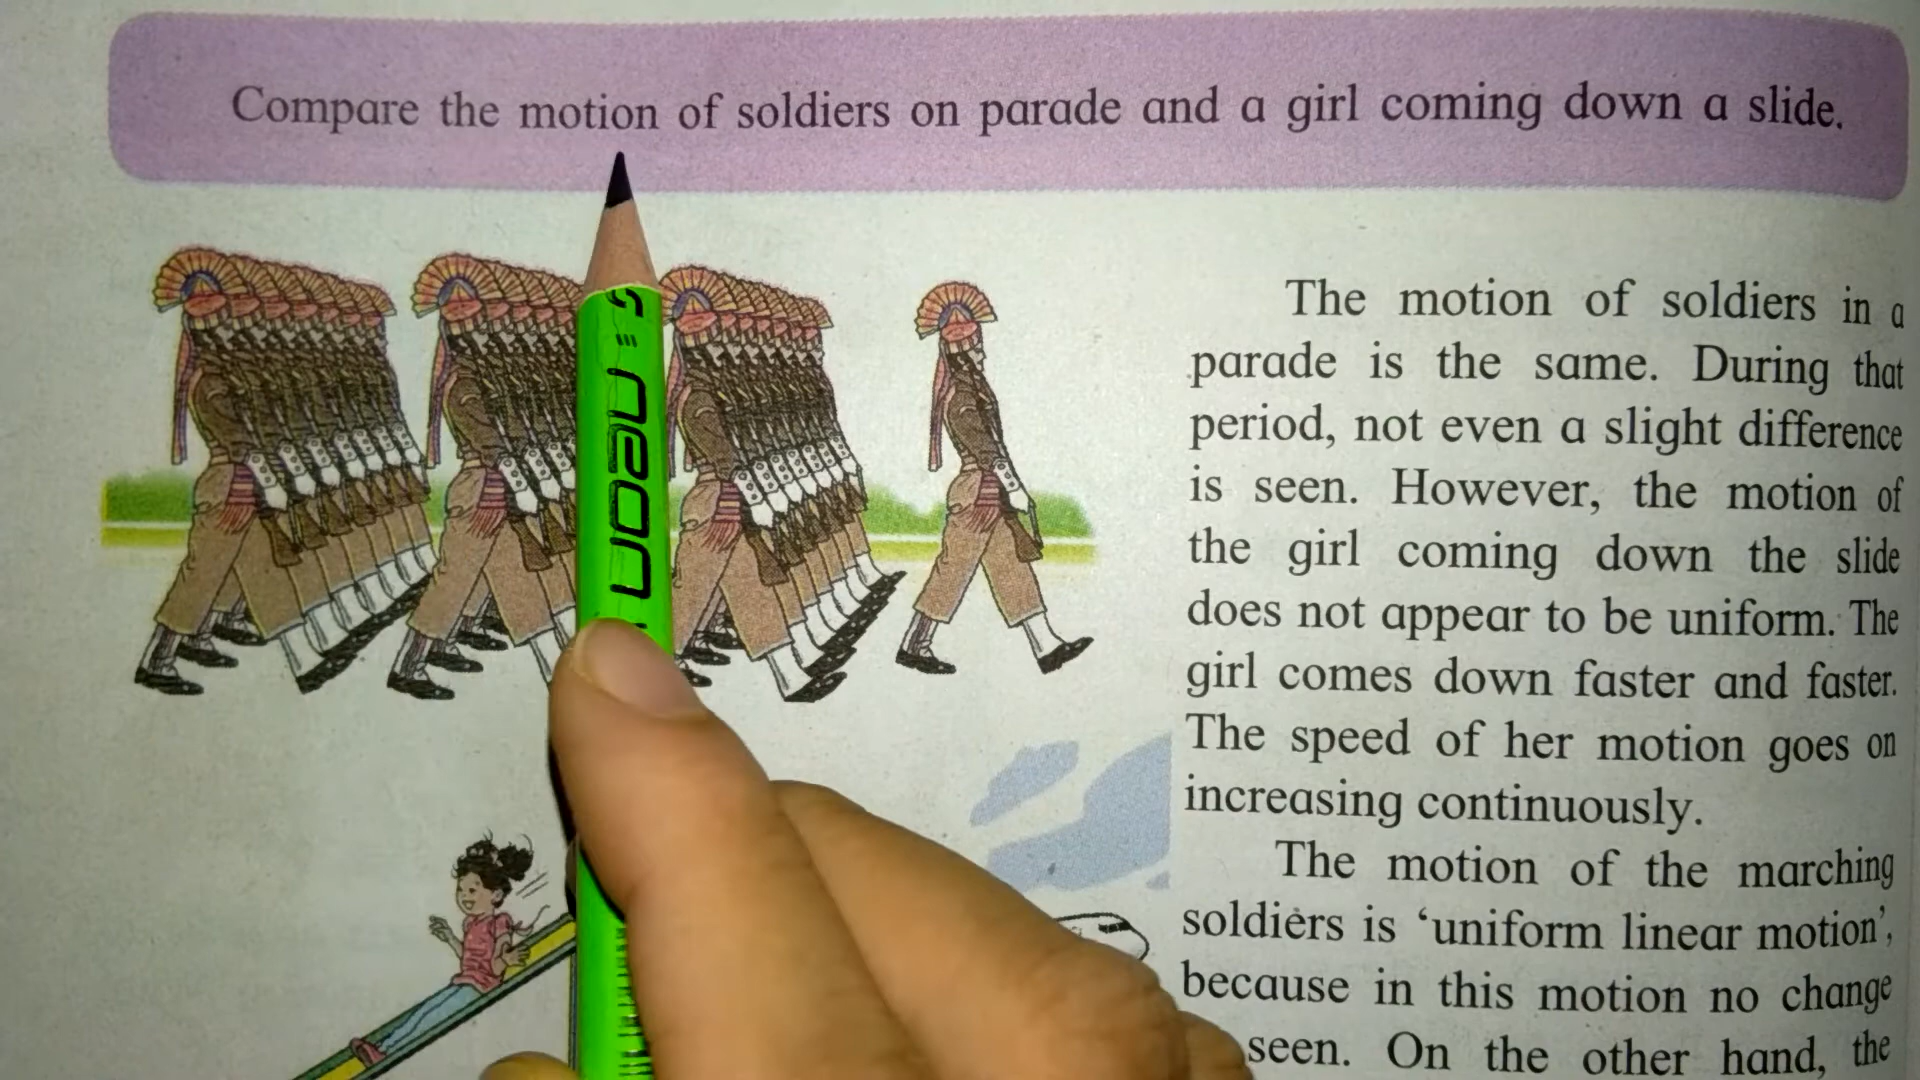 Compare the motion of soldiers on parade and a girl coming down a slide.
The motion of soldiers in a
parade is the same. During that
period, not even a slight difference
is seen. However, the motion of
the girl coming down the slide
does not appear to be uniform. The
girl comes down faster and faster.
The speed of her motion goes on
increasing continuously.
The motion of the marching
soldiers is ‘uniform linear motion’,
because in this motion no change
seen. On the other hand, the
neon